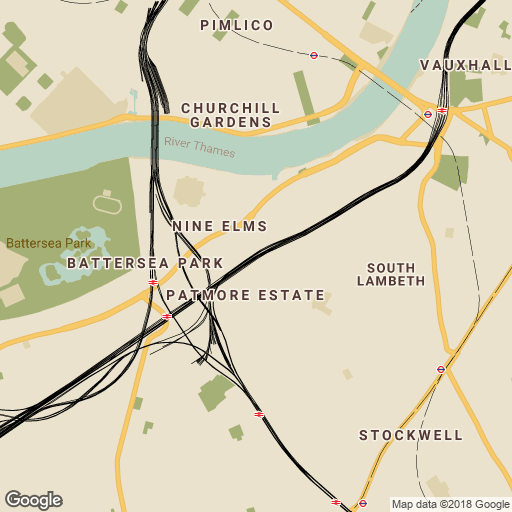 PIMLICO
VAUXHALL
CHURCHILL
GARDENS
River Thames
NINE ELMS
Battersea Park
BATTERSEA PARK
SOUTH
LAMBETH
PATMORE ESTATE
STOCKWELL
Google
Google
Map data ©2018 Google